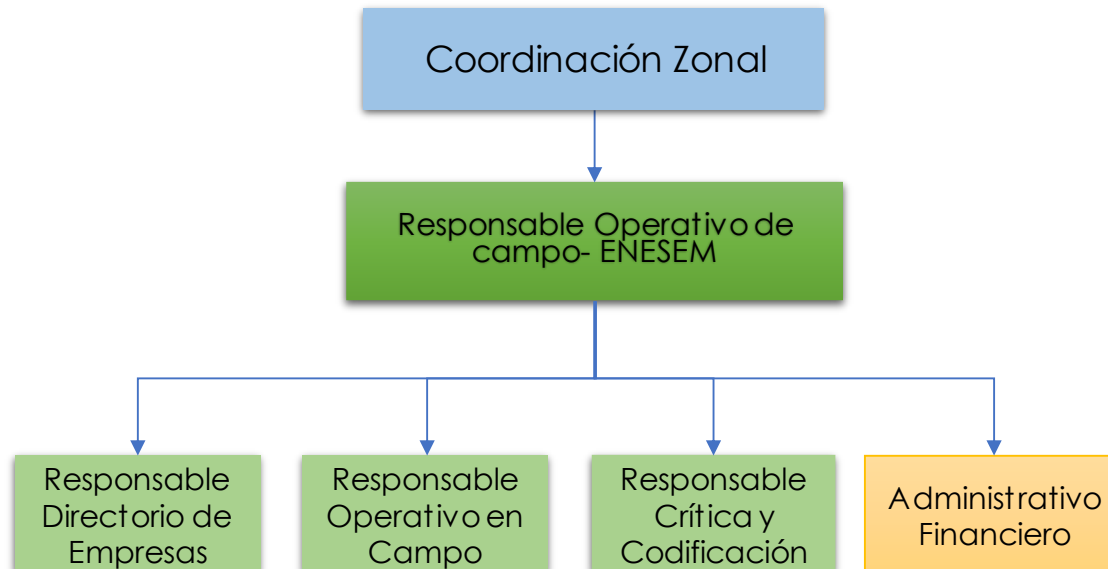 Coordinación Zonal
Responsable Operativo de
campo- ENESEM
Responsable
Directorio de
Empresas
Responsable
Operativo en
Campo
Responsable
Crítica y
Codificación
Administrativo
Financiero